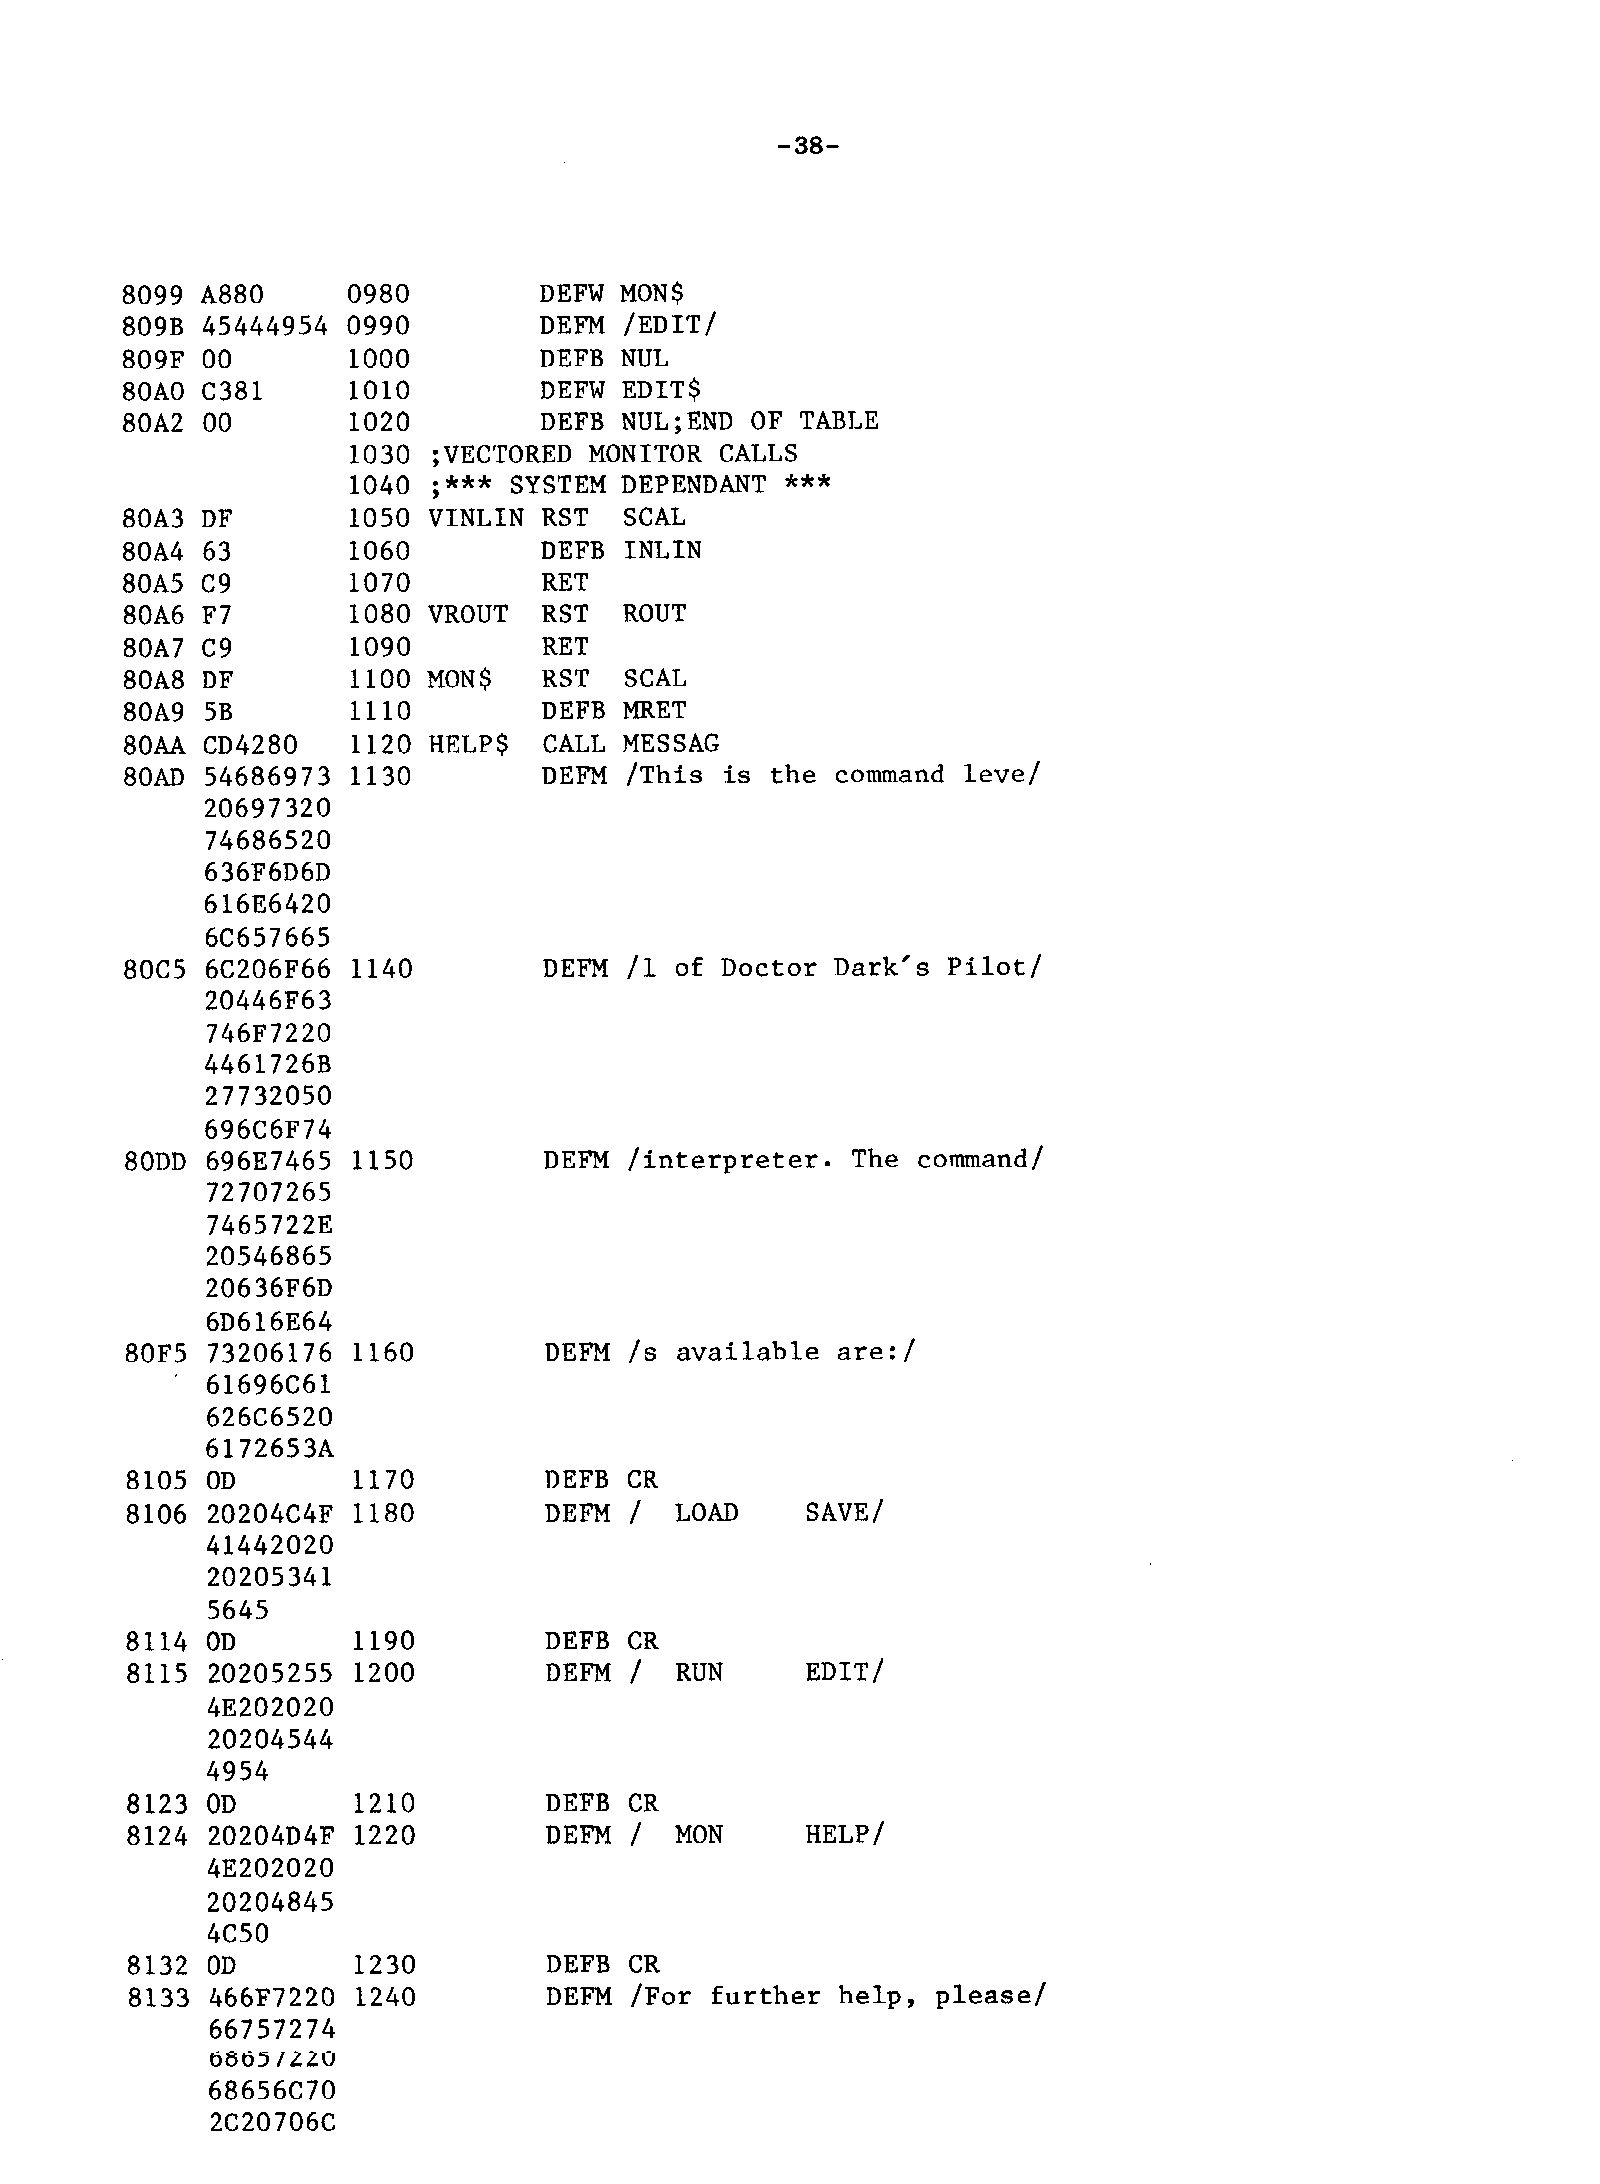 -38-
8099 A880     0980        DEFW MON$
809B 45444954 0990        DEFM /EDIT/
809F 00       1000        DEFB NUL
80A0 C381     1010        DEFW EDIT$
80A2 00       1020        DEFB NUL;END OF TABLE
              1030 ;VECTORED MONITOR CALLS
              1040 ;*** SYSTEM DEPENDANT ***
80A3 DF       1050 VINLIN RST  SCAL
80A4 63       1060        DEFB INLIN
80A5 C9       1070        RET
80A6 F7       1080 VROUT  RST  ROUT
80A7 C9       1090        RET
80A8 DF       1100 MON$   RST  SCAL
80A9 5B       1110        DEFB MRET
80AA CD4280   1120 HELP$  CALL MESSAG
80AD 54686973 1130        DEFM /This is the command leve/
     20697320
     74686520
     636F6D6D
     616E6420
     6C657665
80C5 6C206F66 1140        DEFM /l of Doctor Dark's Pilot/
     20446F63
     746F7220
     4461726B
     27732050
     696C6F74
80DD 696E7465 1150        DEFM /interpreter. The command/
     72707265
     7465722E
     20546865
     20636F6D
     6D616E64
80F5 73206176 1160        DEFM /s available are:/
     61696C61
     626C6520
     6172653A
8105 0D       1170        DEFB CR
8106 20204C4F 1180        DEFM /  LOAD    SAVE/
     41442020
     20205341
     5645
8114 0D       1190        DEFB CR
8115 20205255 1200        DEFM /  RUN     EDIT/
     4E202020
     20204544
     4954
8123 0D       1210        DEFB CR
8124 20204D4F 1220        DEFM /  MON     HELP/
     4E202020
     20204845
     4C50
8132 0D       1230        DEFB CR
8133 466F7220 1240        DEFM /For further help, please/
     66757274
     68657220
     68656C70
     2C20706C